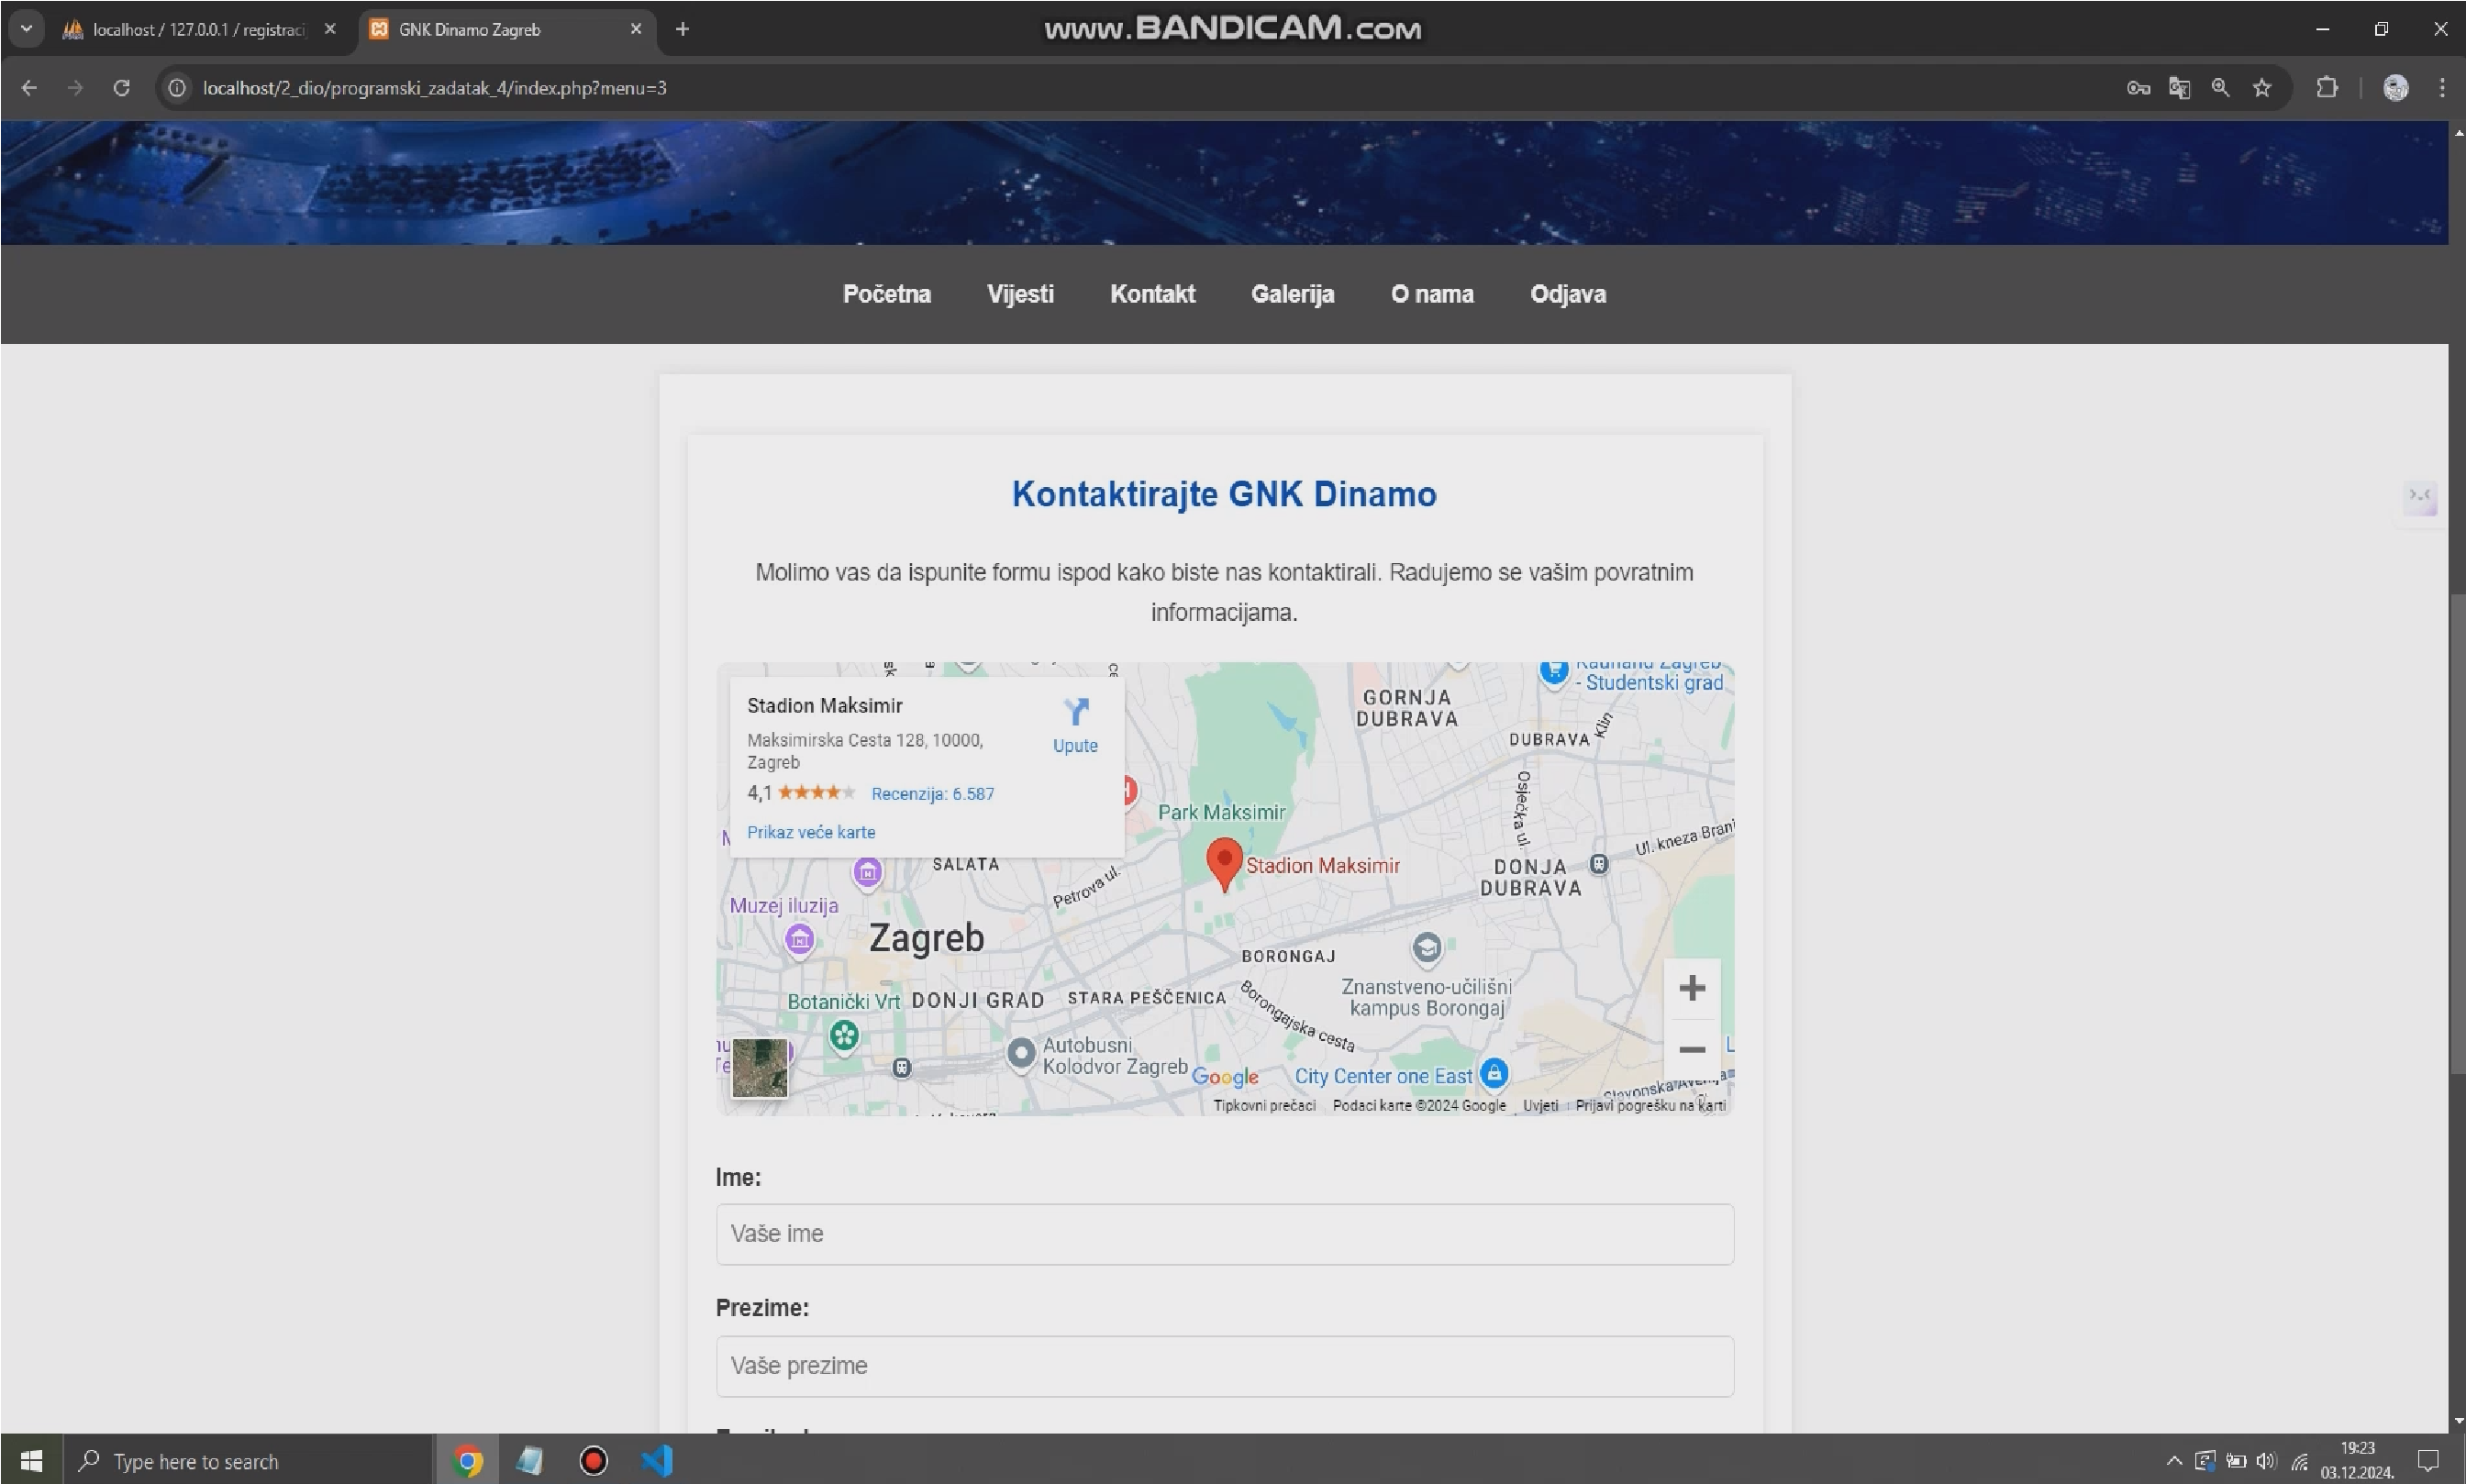 localhost / 127.0.0.1 / registraci
GNK Dinamo Zagreb
www.BANDICAM.com
localhost/2_dio/programski_zadatak_4/index.php?menu=3
Početna
Vijesti
Kontakt
Galerija
O nama
Odjava
Kontaktirajte GNK Dinamo
Molimo vas da ispunite formu ispod kako biste nas kontaktirali. Radujemo se vašim povratnim
informacijama.
Stadion Maksimir
Maksimirska Cesta 128, 10000,
Zagreb
Upute
4,1
Recenzija: 6.587
Prikaz veće karte
GORNJA
DUBRAVA
Kaufland Zagreb
- Studentski grad
DUBRAVA
Klin
Osječka ul.
Park Maksimir
Ul. kneza Brani
Stadion Maksimir
DONJA
DUBRAVA
ŠALATA
Petrova ul.
Muzej iluzija
Zagreb
BORONGAJ
Znanstveno-učilišni
kampus Borongaj
Botanički Vrt
DONJI GRAD
STARA PEŠČENICA
Borongajska cesta
Autobusni
Kolodvor Zagreb
Google
City Center one East
Slavonska Avenija
Tipkovni prečaci
Podaci karte ©2024 Google
Uvjeti
Prijavi pogrešku na karti
Ime:
Vaše ime
Prezime:
Vaše prezime
Type here to search
19:23
03.12.2024.